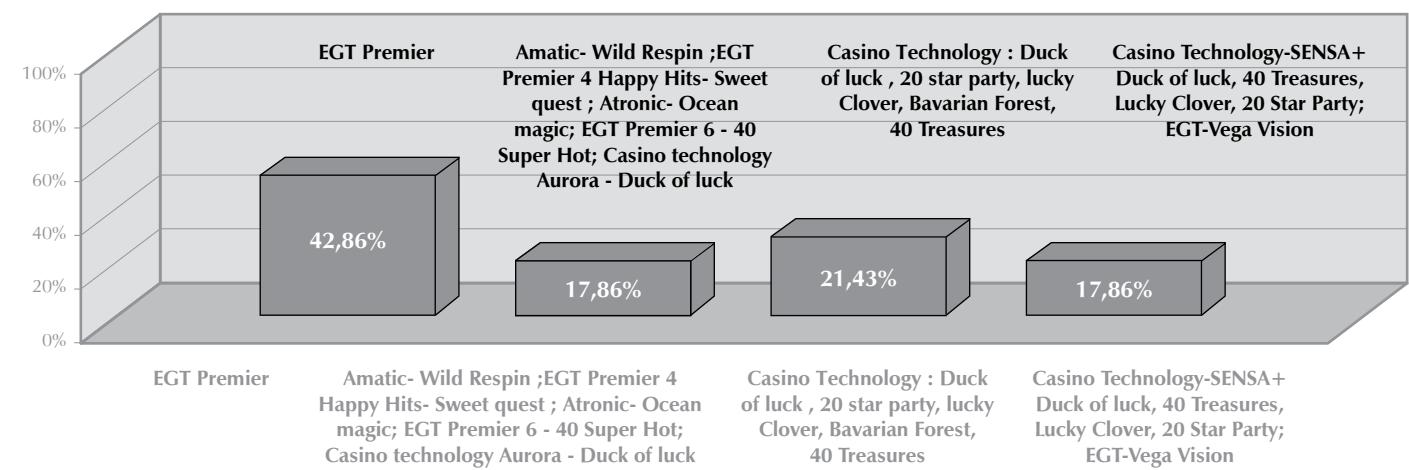 EGT Premier
Amatic- Wild Respin ;EGT
Premier 4 Happy Hits- Sweet
quest ; Atronic- Ocean
magic; EGT Premier 6 - 40
Super Hot; Casino technology
Aurora - Duck of luck
Casino Technology : Duck
of luck , 20 star party, lucky
Clover, Bavarian Forest,
40 Treasures
Casino Technology-SENSA+
Duck of luck, 40 Treasures,
Lucky Clover, 20 Star Party;
EGT-Vega Vision
100%
80%
60%
40%
20%
0%
42,86%
17,86%
21,43%
17,86%
EGT Premier
Amatic- Wild Respin ;EGT Premier 4
Happy Hits- Sweet quest ; Atronic- Ocean
magic; EGT Premier 6 - 40 Super Hot;
Casino technology Aurora - Duck of luck
Casino Technology : Duck
of luck , 20 star party, lucky
Clover, Bavarian Forest,
40 Treasures
Casino Technology-SENSA+
Duck of luck, 40 Treasures,
Lucky Clover, 20 Star Party;
EGT-Vega Vision